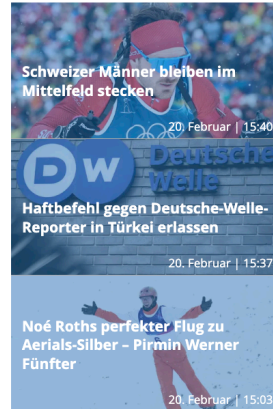 Schweizer Männer bleiben im
Mittelfeld stecken
20. Februar | 15:40
DW Deutsche
Welle
Haftbefehl gegen Deutsche-Welle-
Reporter in Türkei erlassen
20. Februar | 15:37
Noé Roths perfekter Flug zu
Aerials-Silber – Pirmin Werner
Fünfter
20. Februar | 15:03